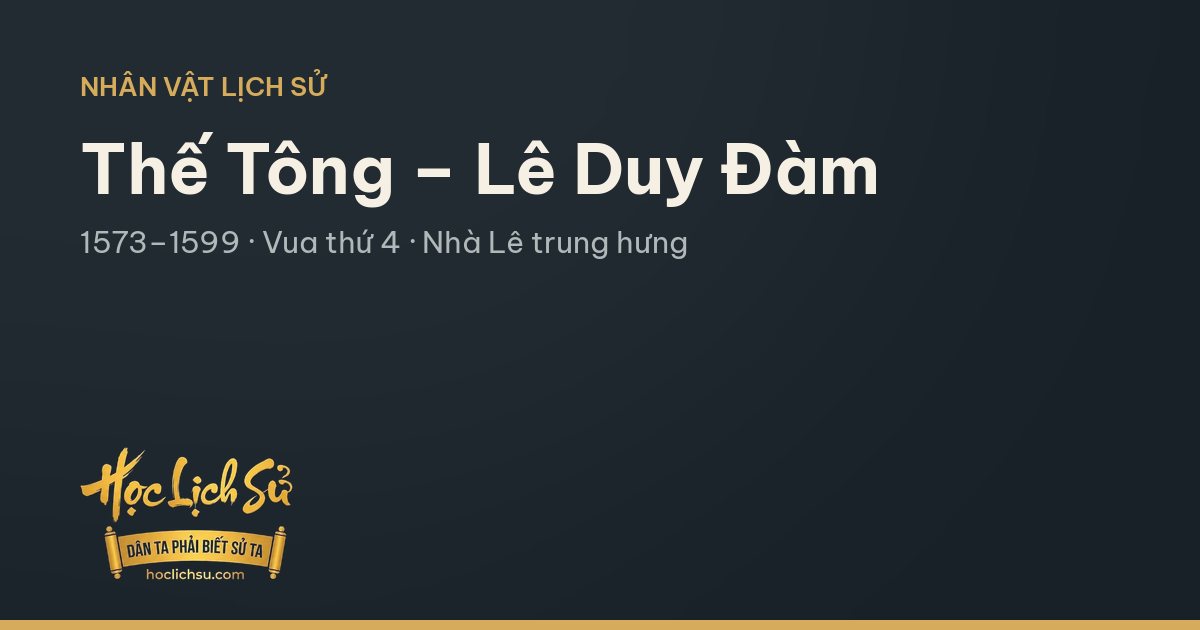 NHÂN VẬT LỊCH SỬ
Thế Tông – Lê Duy Đàm
1573–1599 · Vua thứ 4 · Nhà Lê trung hưng
Học Lịch Sử
DÂN TA PHẢI BIẾT SỬ TA
hoclichsu.com